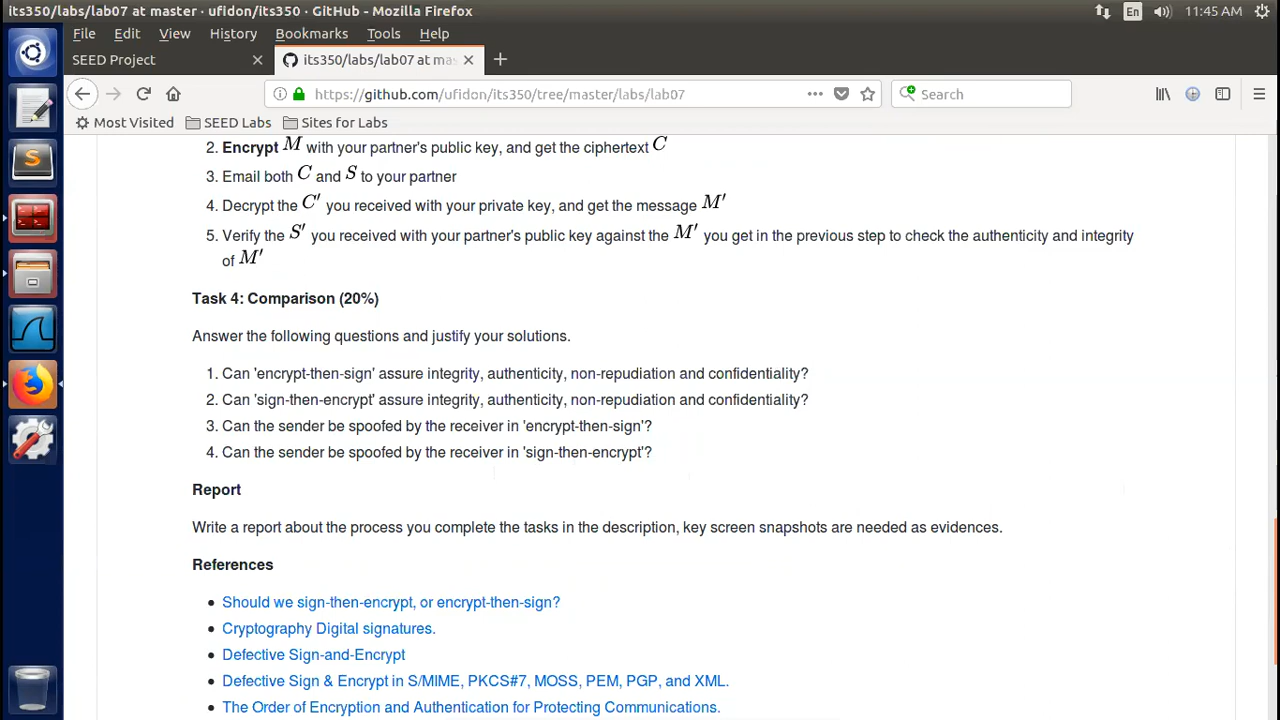 its350/labs/lab07 at master · ufidon/its350 · GitHub - Mozilla Firefox
En
11:45 AM
File Edit View History Bookmarks Tools Help
SEED Project
its350/labs/lab07 at mas
https://github.com/ufidon/its350/tree/master/labs/lab07
Search
Most Visited SEED Labs Sites for Labs
2. Encrypt M with your partner's public key, and get the ciphertext C
3. Email both C and S to your partner
4. Decrypt the C′ you received with your private key, and get the message M′
5. Verify the S′ you received with your partner's public key against the M′ you get in the previous step to check the authenticity and integrity
of M′
Task 4: Comparison (20%)
Answer the following questions and justify your solutions.
1. Can 'encrypt-then-sign' assure integrity, authenticity, non-repudiation and confidentiality?
2. Can 'sign-then-encrypt' assure integrity, authenticity, non-repudiation and confidentiality?
3. Can the sender be spoofed by the receiver in 'encrypt-then-sign'?
4. Can the sender be spoofed by the receiver in 'sign-then-encrypt'?
Report
Write a report about the process you complete the tasks in the description, key screen snapshots are needed as evidences.
References
Should we sign-then-encrypt, or encrypt-then-sign?
Cryptography Digital signatures.
Defective Sign-and-Encrypt
Defective Sign & Encrypt in S/MIME, PKCS#7, MOSS, PEM, PGP, and XML.
The Order of Encryption and Authentication for Protecting Communications.